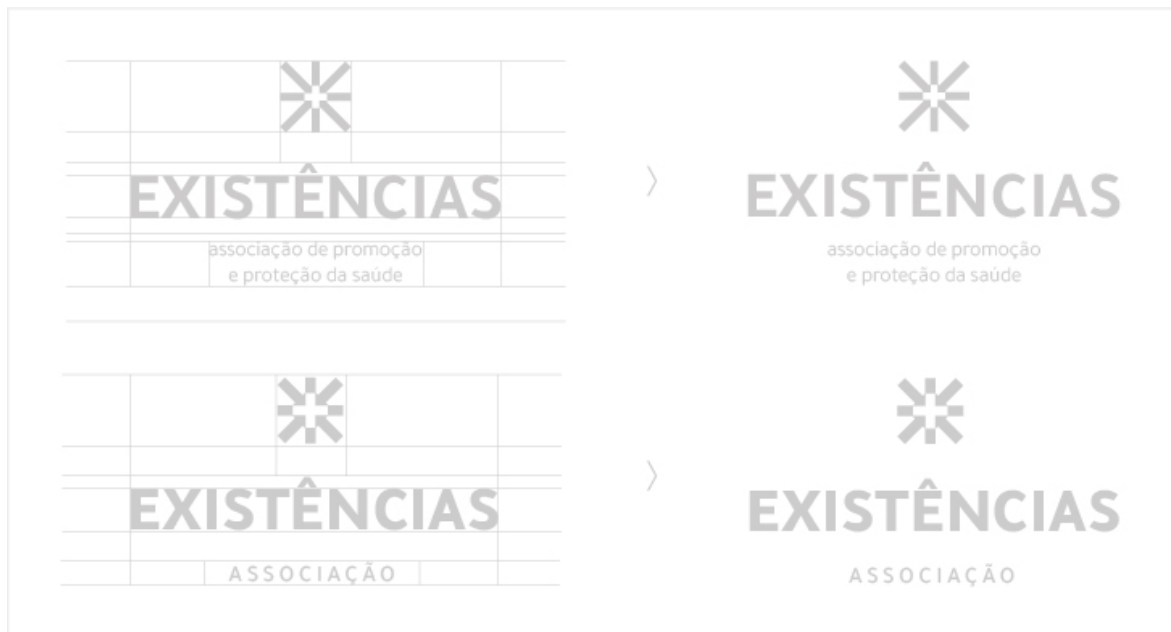 EXISTÊNCIAS
associação de promoção
e proteção da saúde
EXISTÊNCIAS
associação de promoção
e proteção da saúde
EXISTÊNCIAS
ASSOCIAÇÃO
EXISTÊNCIAS
ASSOCIAÇÃO